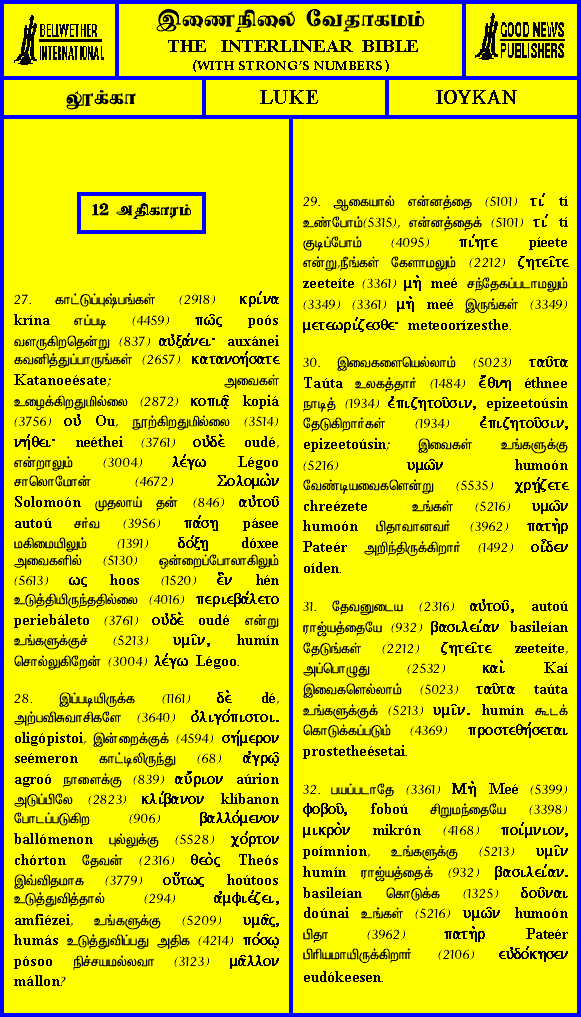 BELLWETHER
INTERNATIONAL
இணைநிலை வேதாகமம்
THE INTERLINEAR BIBLE
(WITH STRONG'S NUMBERS)
GOOD NEWS
PUBLISHERS
லூக்கா
LUKE
ΙΟΥΚΑΝ
12 அதிகாரம்
27. காட்டுப்புஷ்பங்கள் (2918) κρίνα
krína எப்படி (4459) πῶς poós
வளருகிறதென்று (837) αὐξάνει· auxánei
கவனித்துப்பாருங்கள் (2657) κατανοήσατε
Katanoeésate; அவைகள்
உழைக்கிறதுமில்லை (2872) κοπιᾷ kopiá
(3756) οὐ Ou, நூற்கிறதுமில்லை (3514)
νήθει· neéthei (3761) οὐδὲ oudé,
என்றாலும் (3004) λέγω Légoo
சாலொமோன் (4672) Σολομὼν
Solomoón முதலாய் தன் (846) αὐτοῦ
autoú சர்வ (3956) πάσῃ pásee
மகிமையிலும் (1391) δόξῃ dóxee
அவைகளில் (5130) ஒன்றைப்போலாகிலும்
(5613) ως hoos (1520) ἓν hén
உடுத்தியிருந்ததில்லை (4016) περιεβάλετο
periebáleto (3761) οὐδὲ oudé என்று
உங்களுக்குச் (5213) υμῖν, humín
சொல்லுகிறேன் (3004) λέγω Légoo.
28. இப்படியிருக்க (1161) δὲ dé,
அற்பவிசுவாசிகளே (3640) ὀλιγόπιστοι.
oligópistoi, இன்றைக்குக் (4594) σήμερον
seémeron காட்டிலிருந்து (68) ἀγρῷ
agroó நாளைக்கு (839) αὔριον aúrion
அடுப்பிலே (2823) κλίβανον klíbanon
போடப்படுகிற (906) βαλλόμενον
ballómenon புல்லுக்கு (5528) χόρτον
chórton தேவன் (2316) θεὸς Theós
இவ்விதமாக (3779) οὕτως hoútoos
உடுத்துவித்தால் (294) ἀμφιέζει,
amfiézei, உங்களுக்கு (5209) υμᾶς,
humás உடுத்துவிப்பது அதிக (4214) πόσῳ
pósoo நிச்சயமல்லவா (3123) μᾶλλον
mállon?
29. ஆகையால் என்னத்தை (5101) τί tí
உண்போம்(5315), என்னத்தைக் (5101) τί tí
குடிப்போம் (4095) πίητε píeete
என்று,நீங்கள் கேளாமலும் (2212) ζητεῖτε
zeeteíte (3361) μὴ meé சந்தேகப்படாமலும்
(3349) (3361) μὴ meé இருங்கள் (3349)
μετεωρίζεσθε· meteoorízesthe.
30. இவைகளையெல்லாம் (5023) ταῦτα
Taúta உலகத்தார் (1484) ἔθνη éthnee
நாடித் (1934) ἐπιζητοῦσιν, epizeetoúsin
தேடுகிறார்கள் (1934) ἐπιζητοῦσιν,
epizeetoúsin; இவைகள் உங்களுக்கு
(5216) υμῶν humoón
வேண்டியவைகளென்று (5535) χρῄζετε
chreézete உங்கள் (5216) υμῶν
humoón பிதாவானவர் (3962) πατὴρ
Pateér அறிந்திருக்கிறார் (1492) οἶδεν
oíden.
31. தேவனுடைய (2316) αὐτοῦ, autoú
ராஜ்யத்தையே (932) βασιλείαν basileían
தேடுங்கள் (2212) ζητεῖτε zeeteíte,
அப்பொழுது (2532) καὶ Kaí
இவைகளெல்லாம் (5023) ταῦτα taúta
உங்களுக்குக் (5213) υμῖν. humín கூடக்
கொடுக்கப்படும் (4369) προστεθήσεται
prostetheésetai.
32. பயப்படாதே (3361) Μὴ Meé (5399)
φοβοῦ, foboú சிறுமந்தையே (3398)
μικρὸν mikrón (4168) ποίμνιον,
poímnion, உங்களுக்கு (5213) υμῖν
humín ராஜ்யத்தைக் (932) βασιλείαν.
basileían கொடுக்க (1325) δοῦναι
doúnai உங்கள் (5216) υμῶν humoón
பிதா (3962) πατὴρ Pateér
பிரியமாயிருக்கிறார் (2106) εὐδόκησεν
eudókeesen.